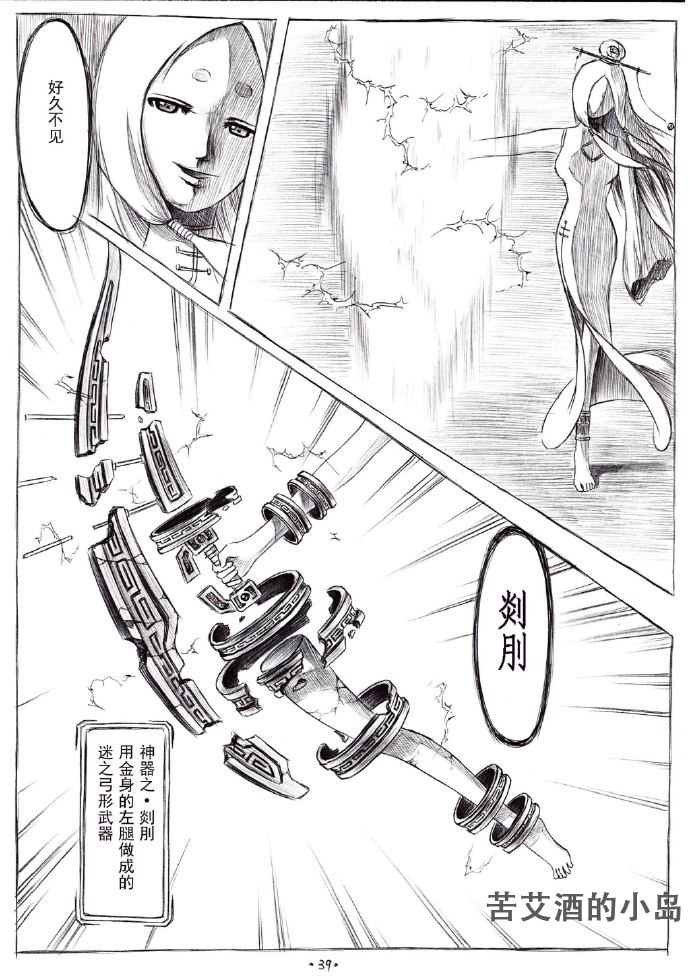 好久不见
剡刖
神器之·剡刖
用金身的左腿做成的
迷之弓形武器
苦艾酒的小岛
·39·